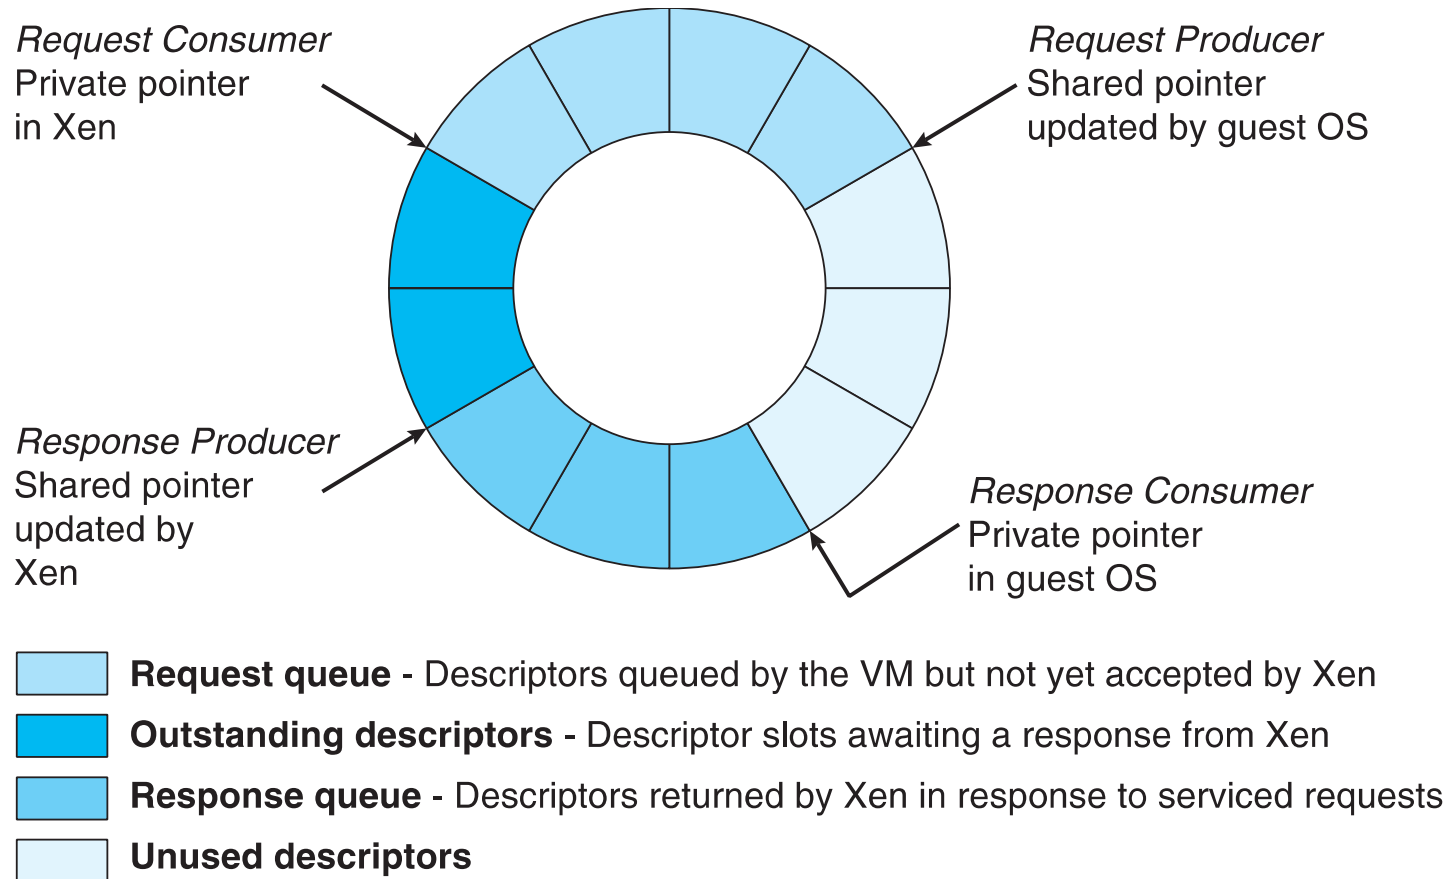 Request Consumer
Private pointer
in Xen
Request Producer
Shared pointer
updated by guest OS
Response Producer
Shared pointer
updated by
Xen
Response Consumer
Private pointer
in guest OS
Request queue - Descriptors queued by the VM but not yet accepted by Xen
Outstanding descriptors - Descriptor slots awaiting a response from Xen
Response queue - Descriptors returned by Xen in response to serviced requests
Unused descriptors